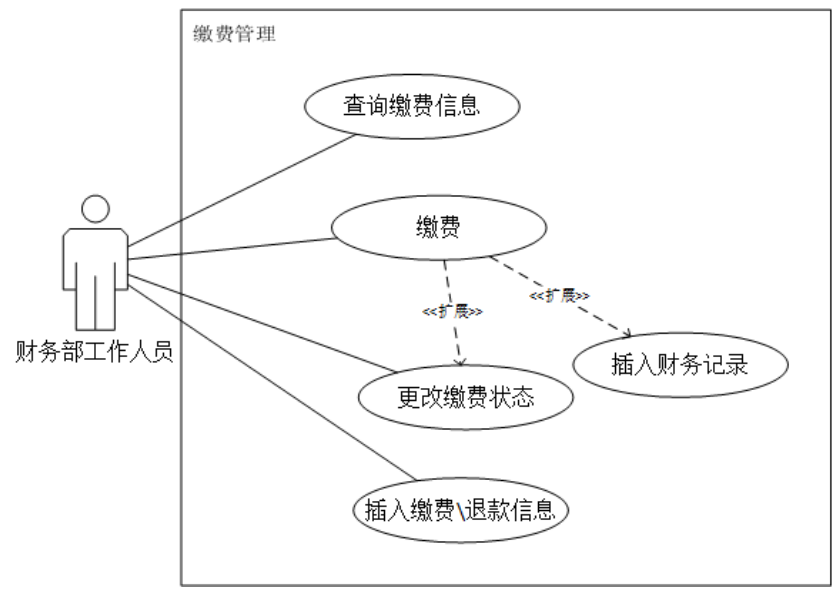 缴费管理
查询缴费信息
缴费
<<扩展>>
<<扩展>>
财务部工作人员
插入财务记录
更改缴费状态
插入缴费\退款信息